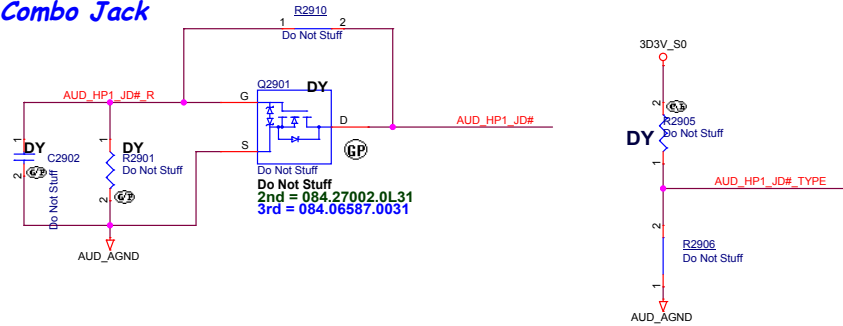 Combo Jack
R2910
1 2
Do Not Stuff
3D3V_S0
Q2901
DY
AUD_HP1_JD#_R
G
D
AUD_HP1_JD#
S
GP
1
DY
C2902
2
G/P
Do Not Stuff
1
DY
R2901
Do Not Stuff
2
G/P
Do Not Stuff
Do Not Stuff
2nd = 084.27002.0L31
3rd = 084.06587.0031
AUD_AGND
2
R2905
Do Not Stuff
DY
1
AUD_HP1_JD#_TYPE
2
R2906
Do Not Stuff
1
AUD_AGND